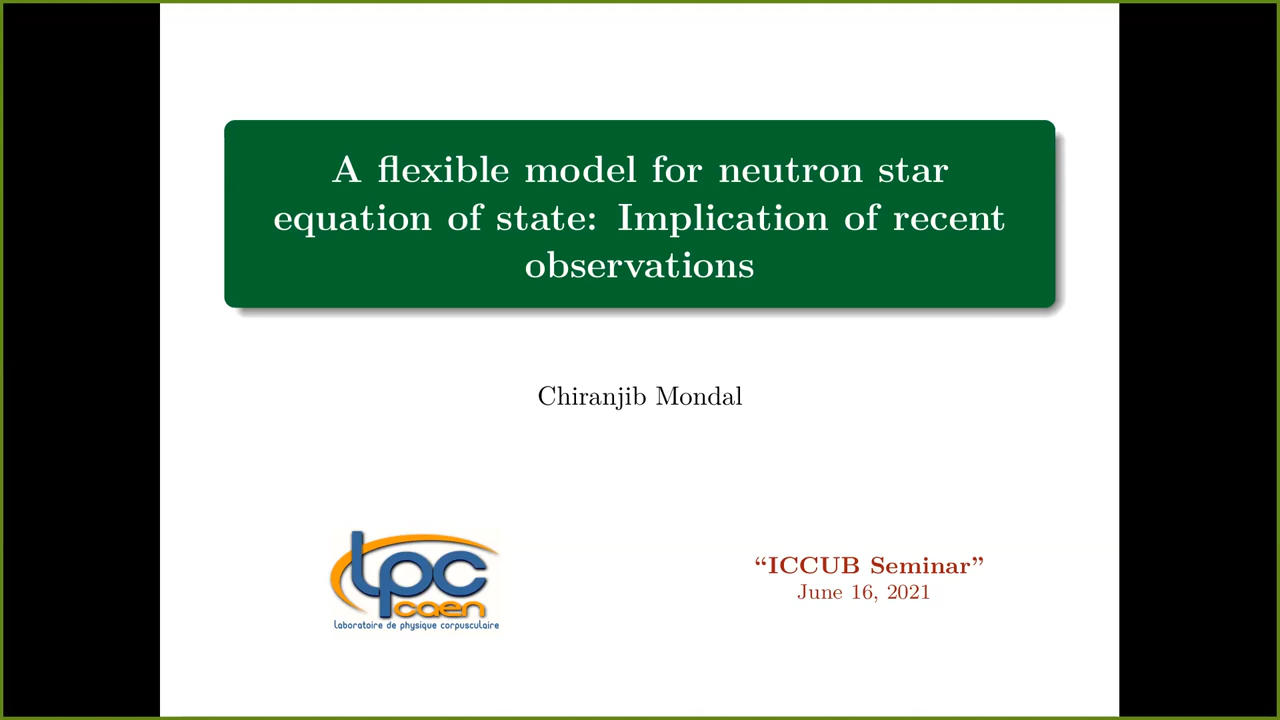 A flexible model for neutron star
equation of state: Implication of recent
observations
Chiranjib Mondal
LPC
caen
laboratoire de physique corpusculaire
“ICCUB Seminar”
June 16, 2021